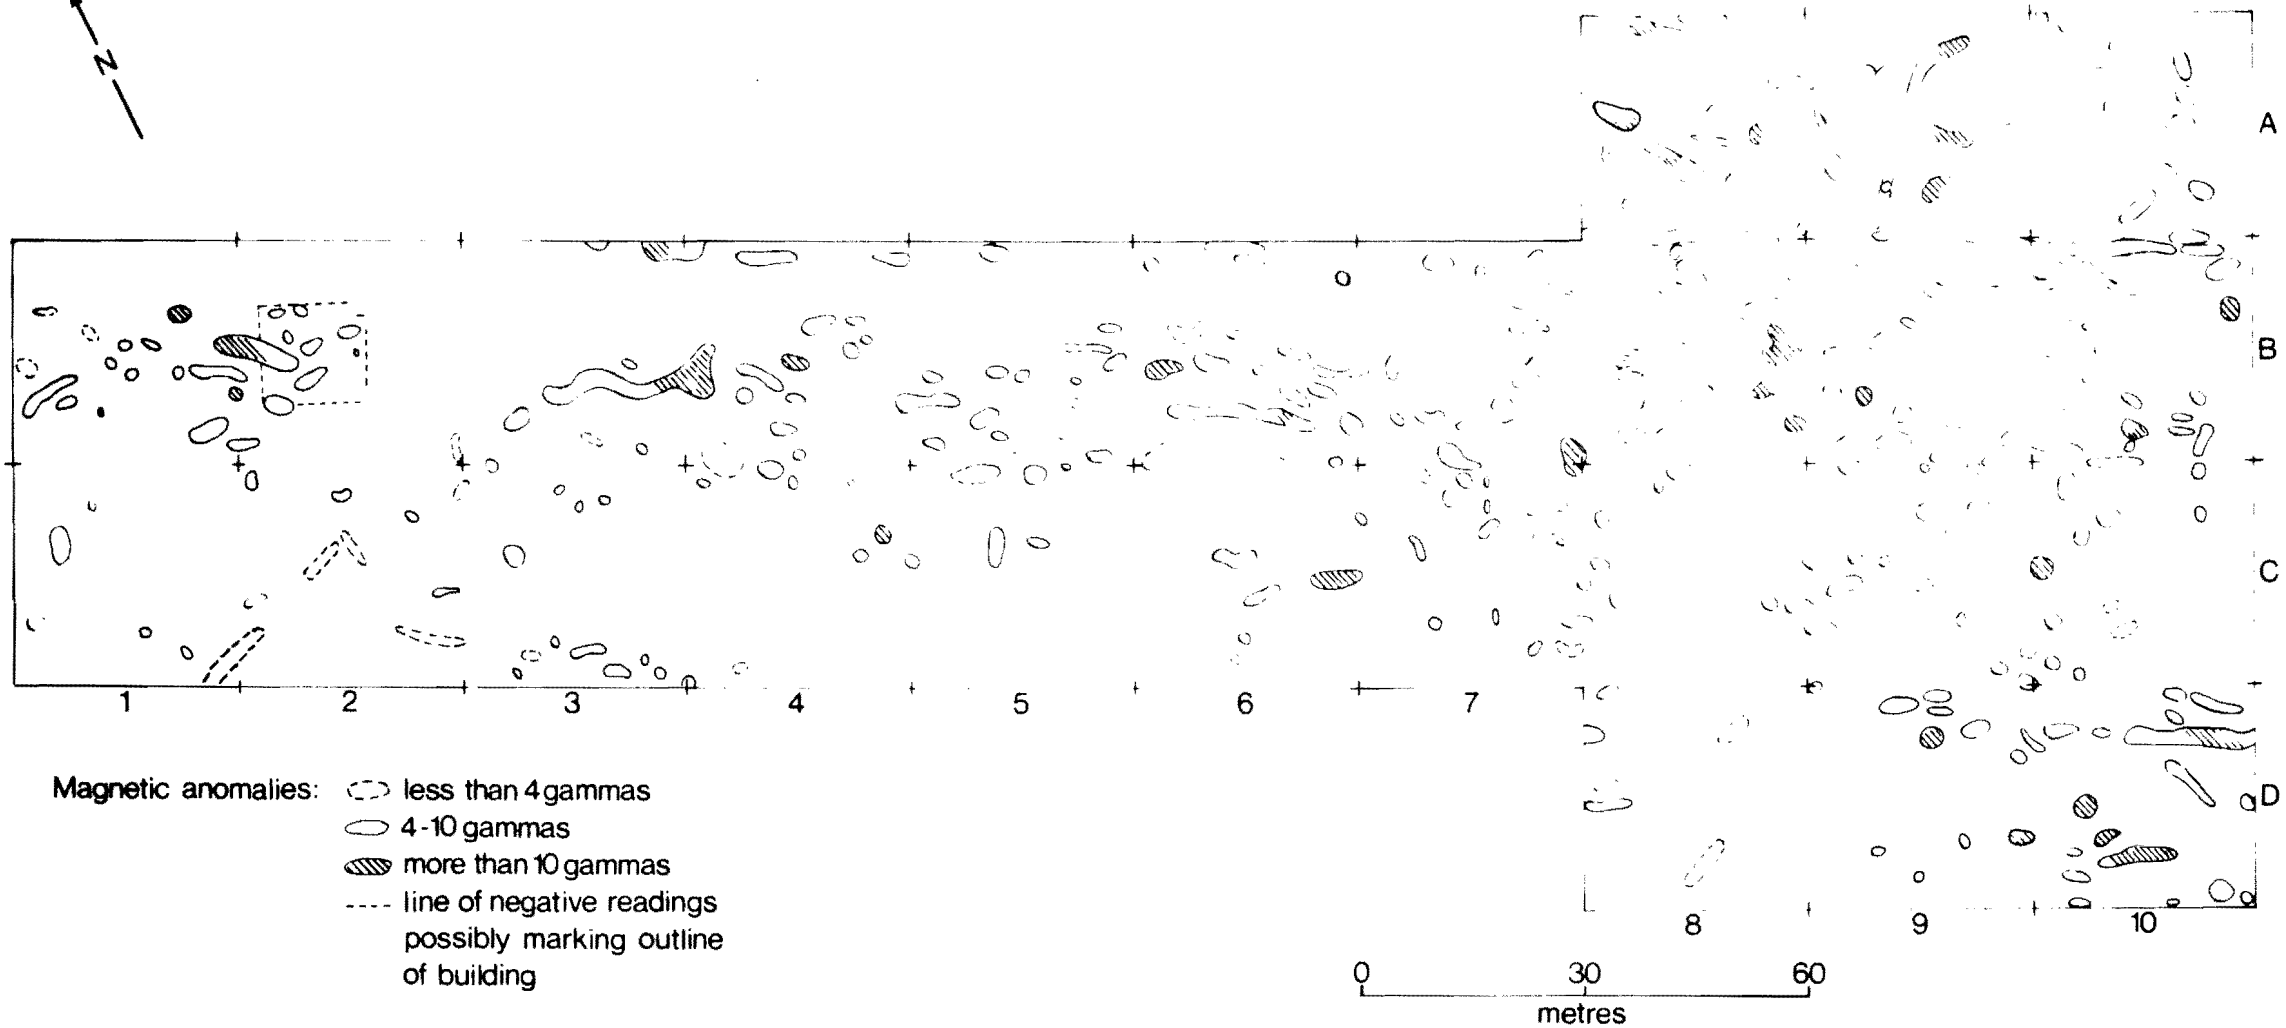 N
A
B
C
1 2 3 4 5 6 7
D
8 9 10
Magnetic anomalies: less than 4 gammas
4-10 gammas
more than 10 gammas
line of negative readings
possibly marking outline
of building
0 30 60
metres